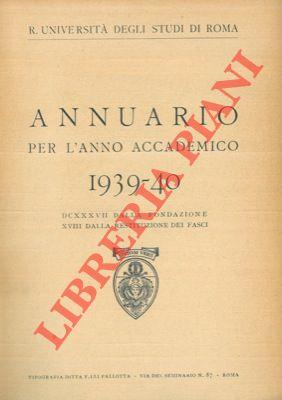 R. UNIVERSITÀ DEGLI STUDI DI ROMA
ANNUARIO
PER L'ANNO ACCADEMICO
1939-40
DCXXXVII DALLA FONDAZIONE
XVIII DALLA RESTITUZIONE DEI FASCI
TIPOGRAFIA DITTA F.LLI PALLOTTA - VIA DEL SEMINARIO N. 87 - ROMA
LIBRERIA PIANI